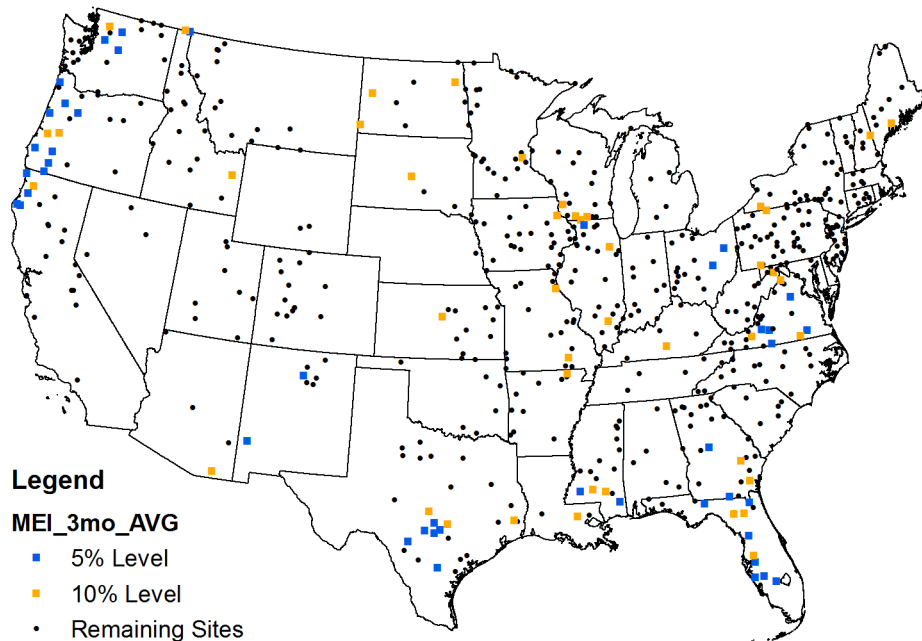 Legend
MEI_3mo_AVG
5% Level
10% Level
Remaining Sites